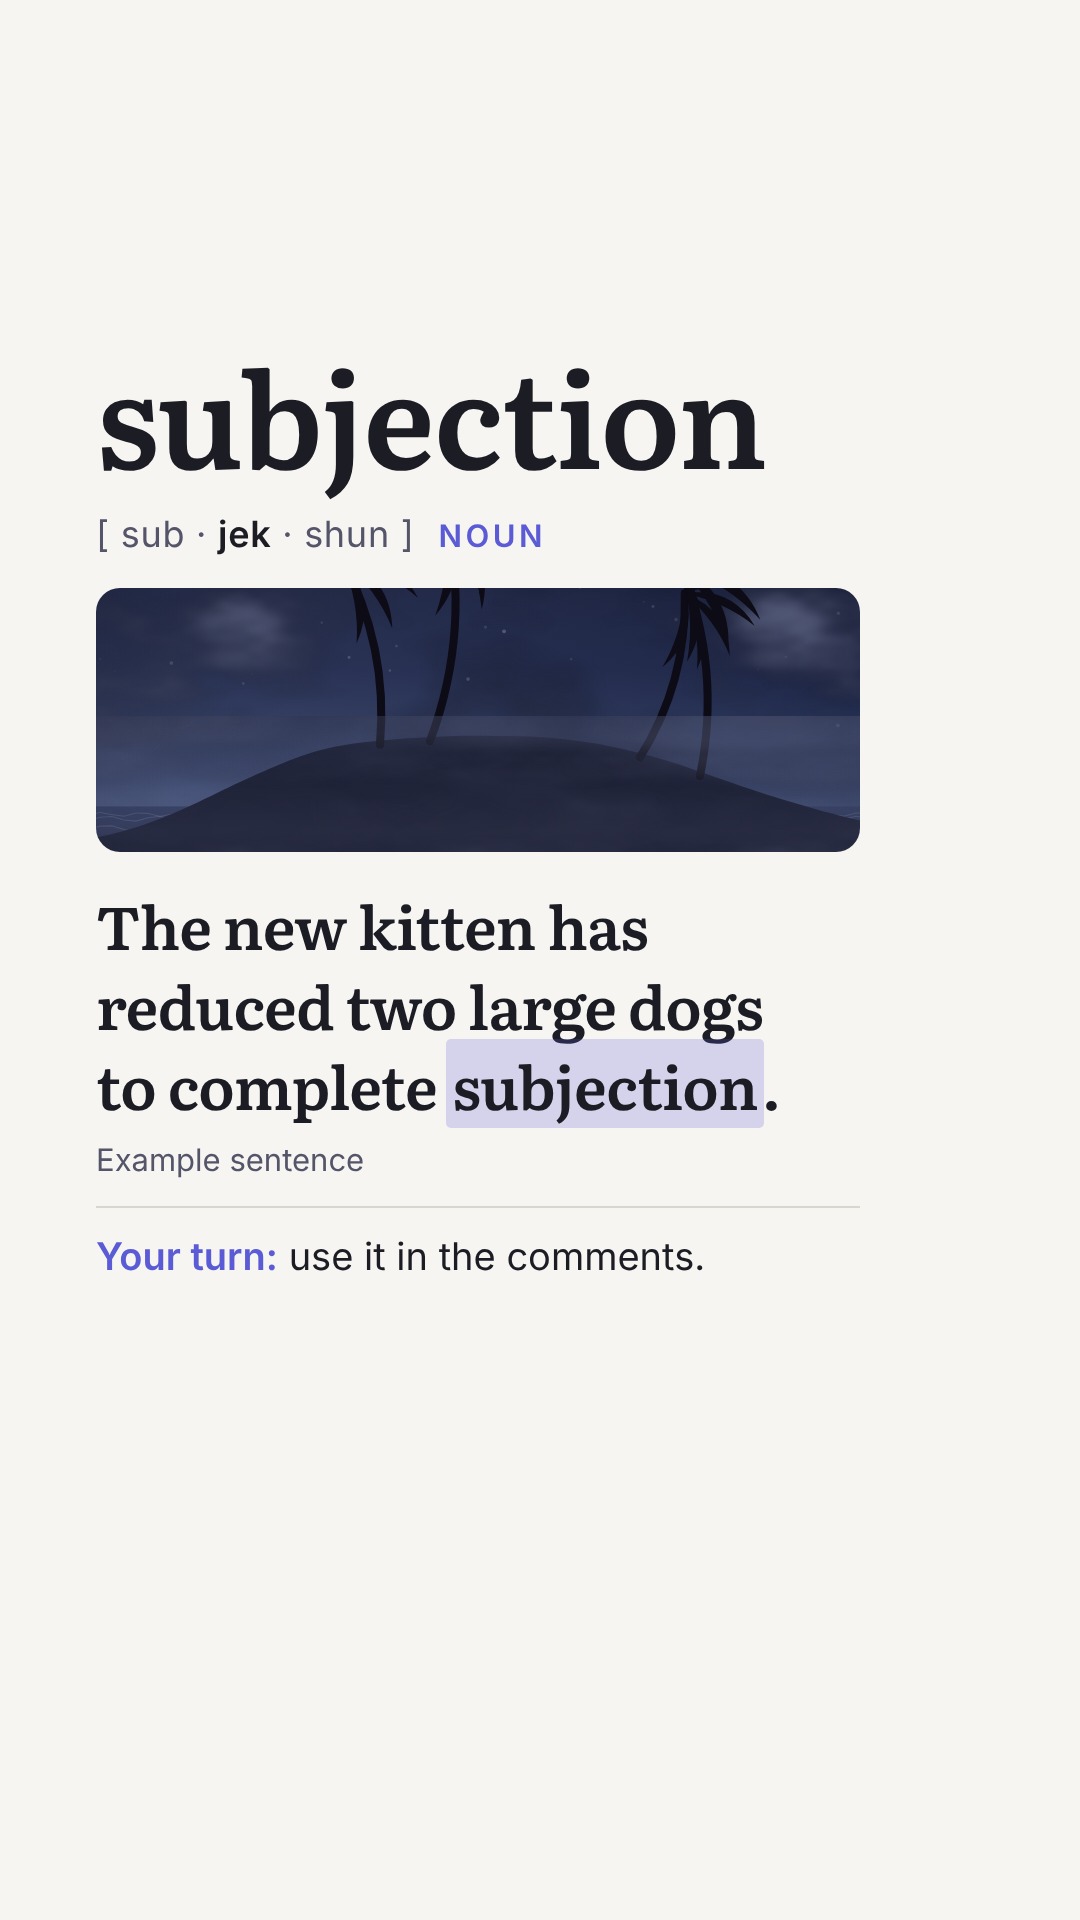 subjection
[ sub · jek · shun ] NOUN
The new kitten has
reduced two large dogs
to complete subjection.
Example sentence
Your turn: use it in the comments.